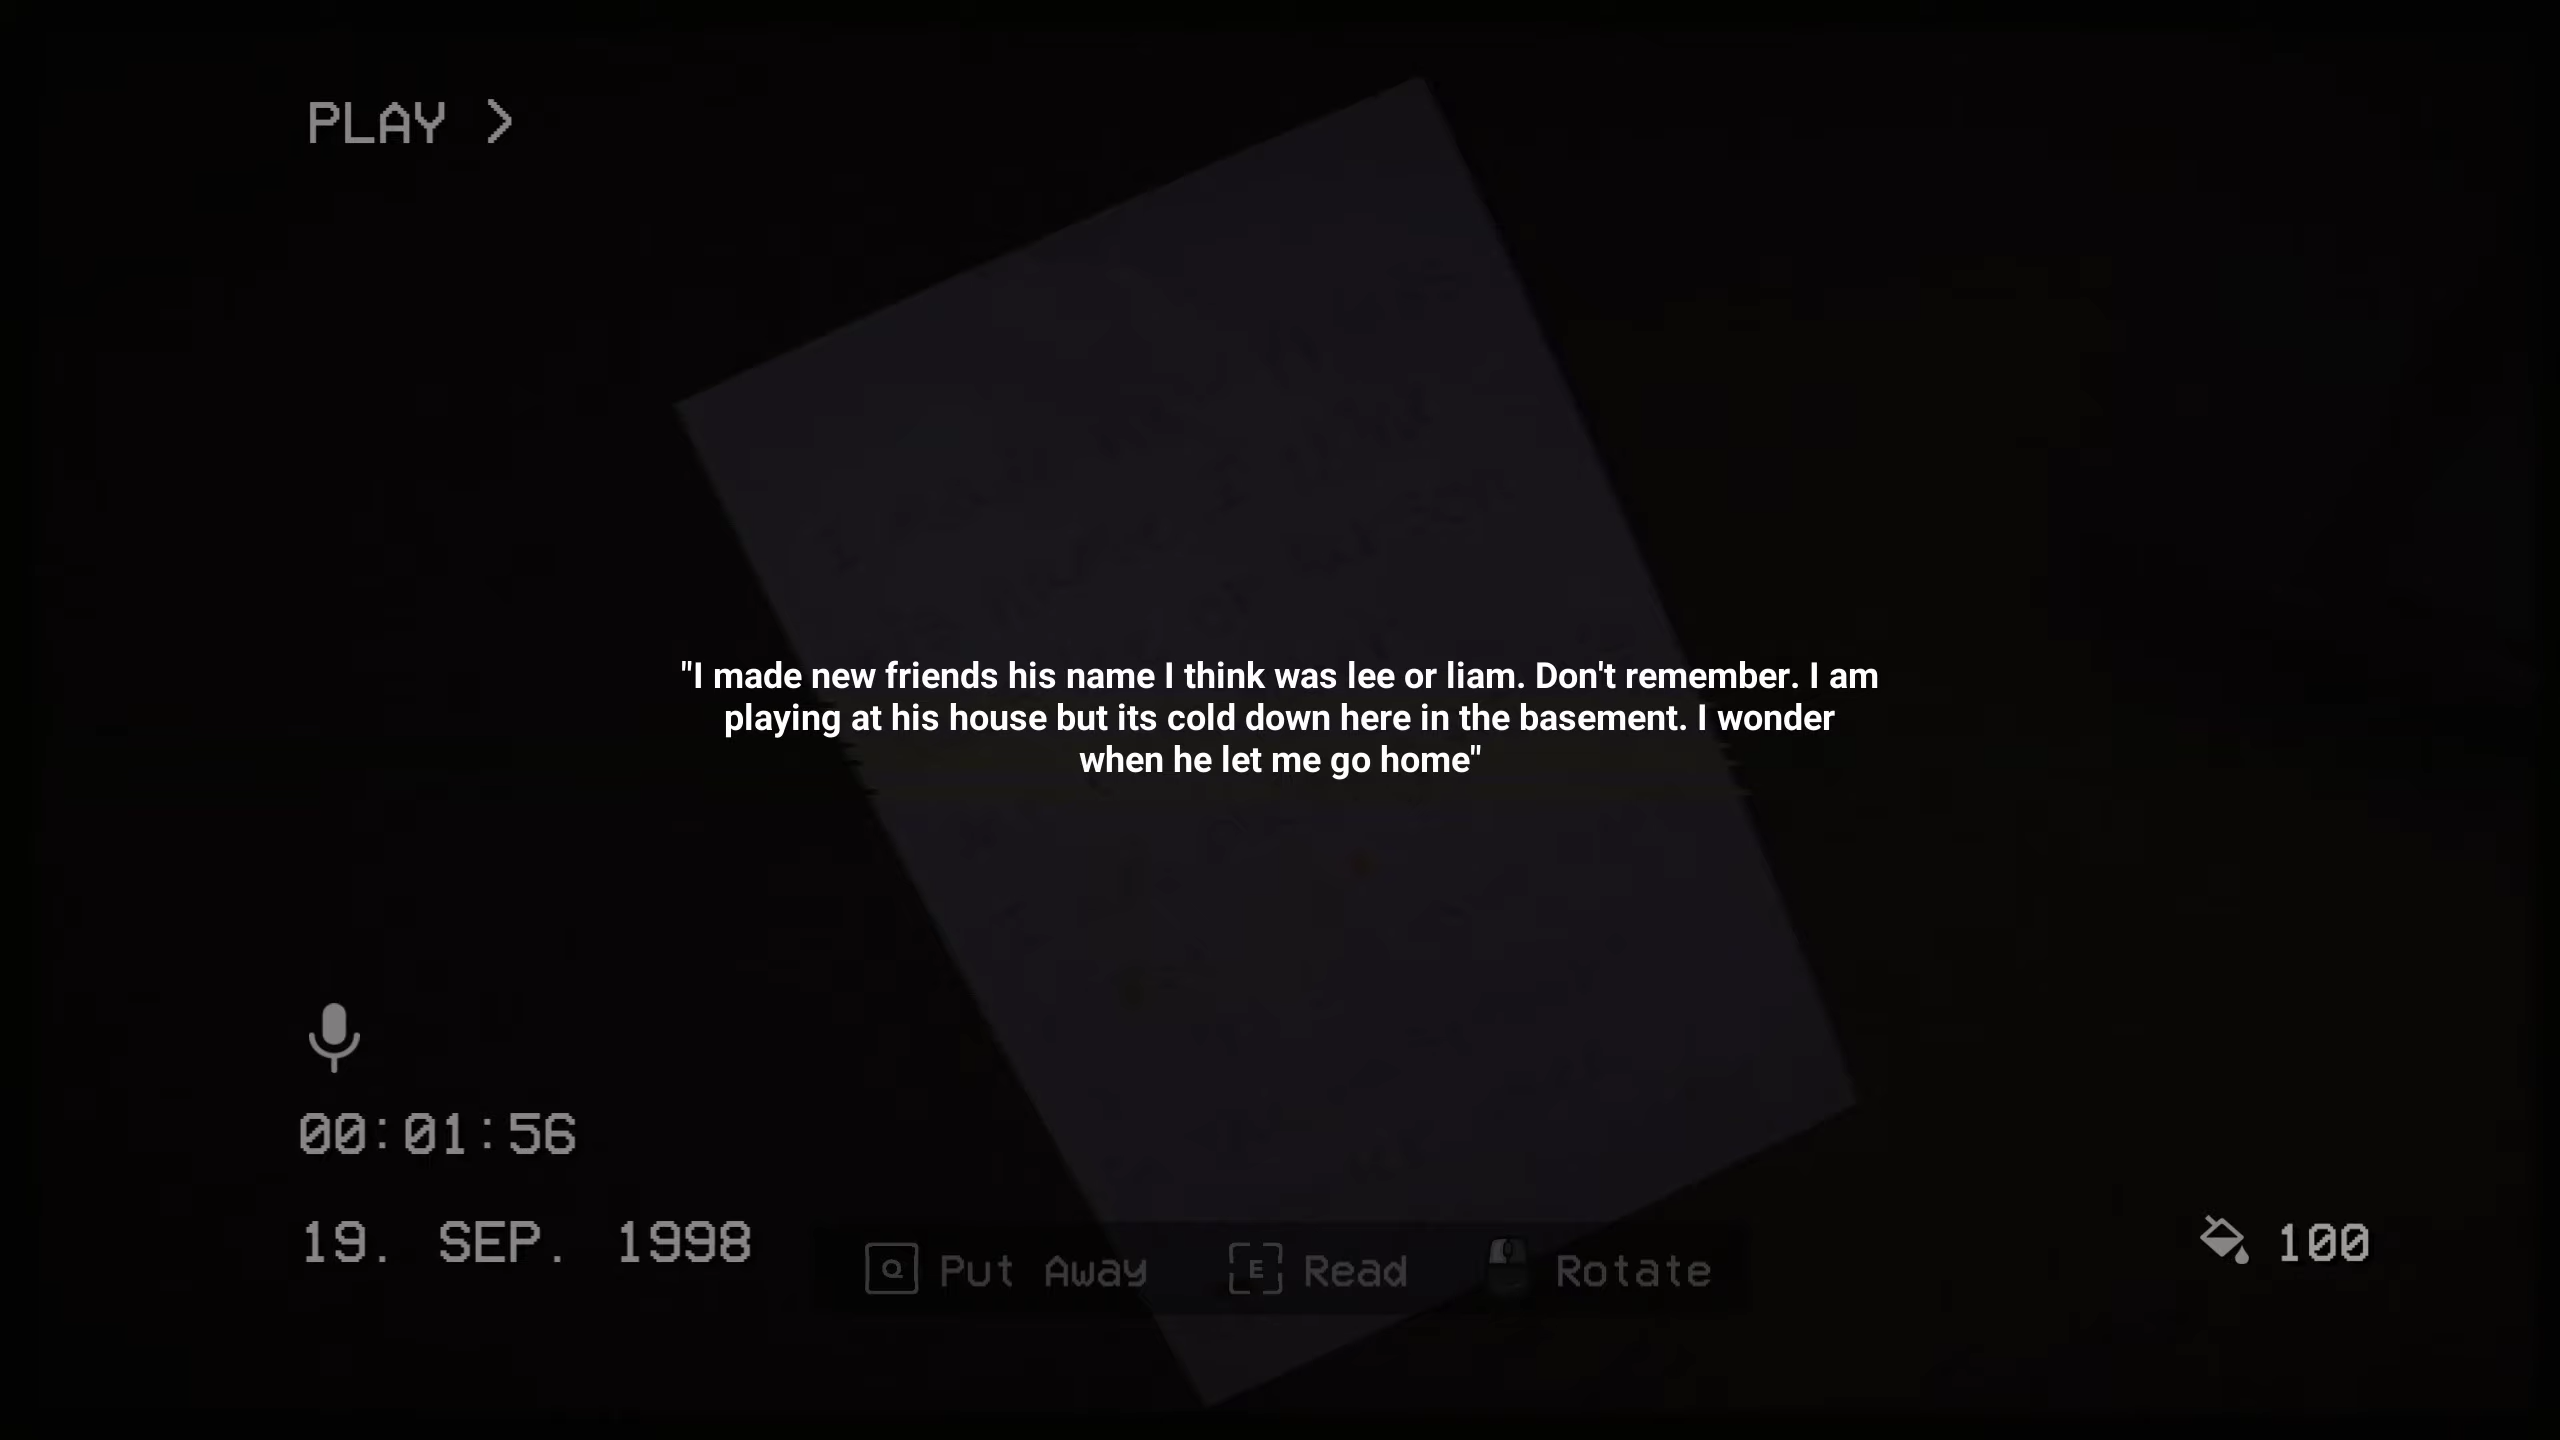 PLAY >
"I made new friends his name I think was lee or liam. Don't remember. I am
playing at his house but its cold down here in the basement. I wonder
when he let me go home"
00:01:56
19. SEP. 1998
Q Put Away E Read Rotate
100